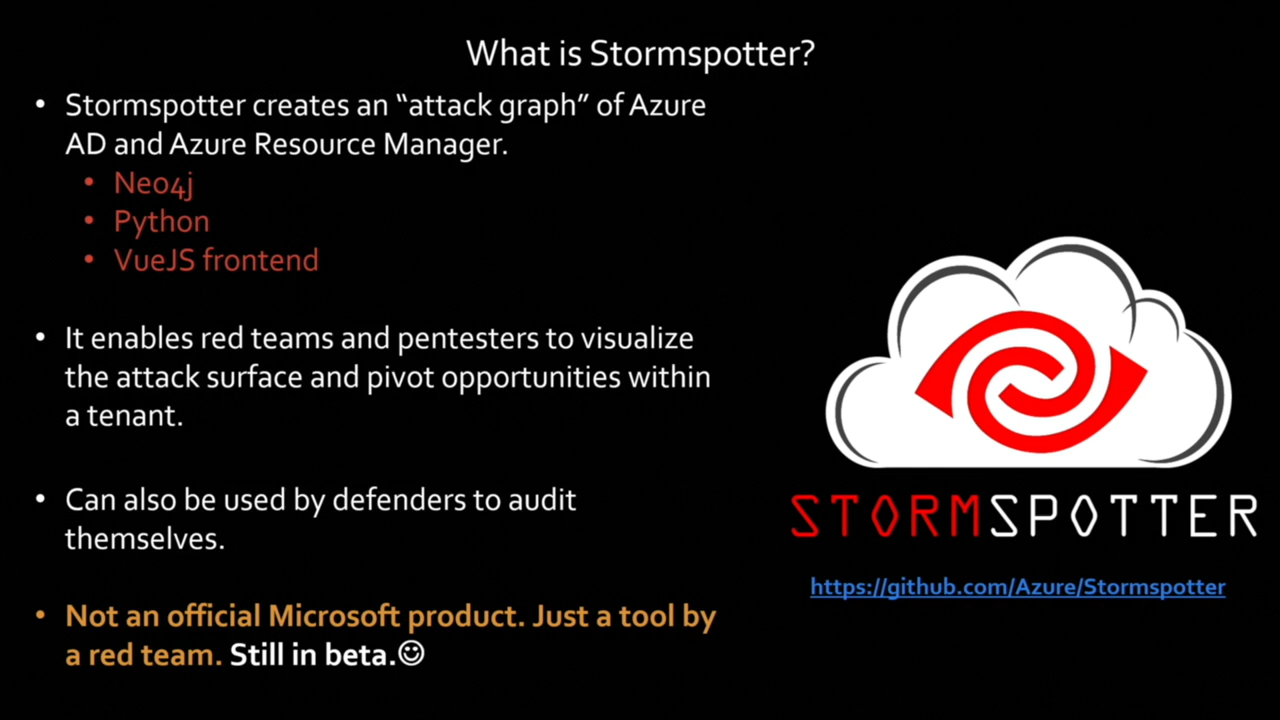 What is Stormspotter?
• Stormspotter creates an “attack graph” of Azure
AD and Azure Resource Manager.
• Neo4j
• Python
• VueJS frontend
• It enables red teams and pentesters to visualize
the attack surface and pivot opportunities within
a tenant.
• Can also be used by defenders to audit
themselves.
• Not an official Microsoft product. Just a tool by
a red team. Still in beta.☺
STORMSPOTTER
https://github.com/Azure/Stormspotter